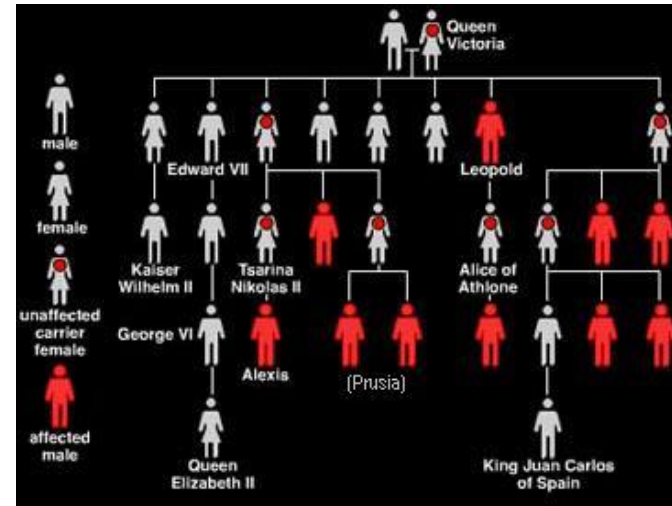 Queen
Victoria
male
Edward VII
Leopold
female
Kaiser
Wilhelm II
Tsarina
Nikolas II
Alice of
Athlone
unaffected
carrier
female
George VI
Alexis
(Prusia)
affected
male
Queen
Elizabeth II
King Juan Carlos
of Spain